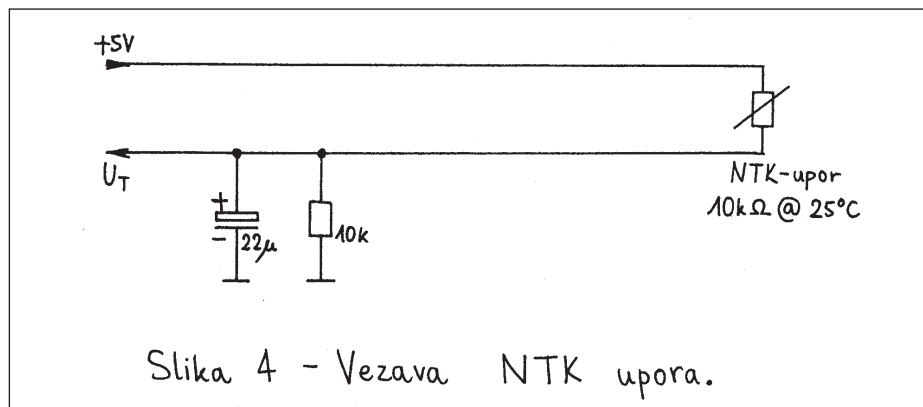 +5V
U_T
NTK-upor
10kΩ @ 25°C
+
-
22μ
10k
Slika 4 - Vezava NTK upora.